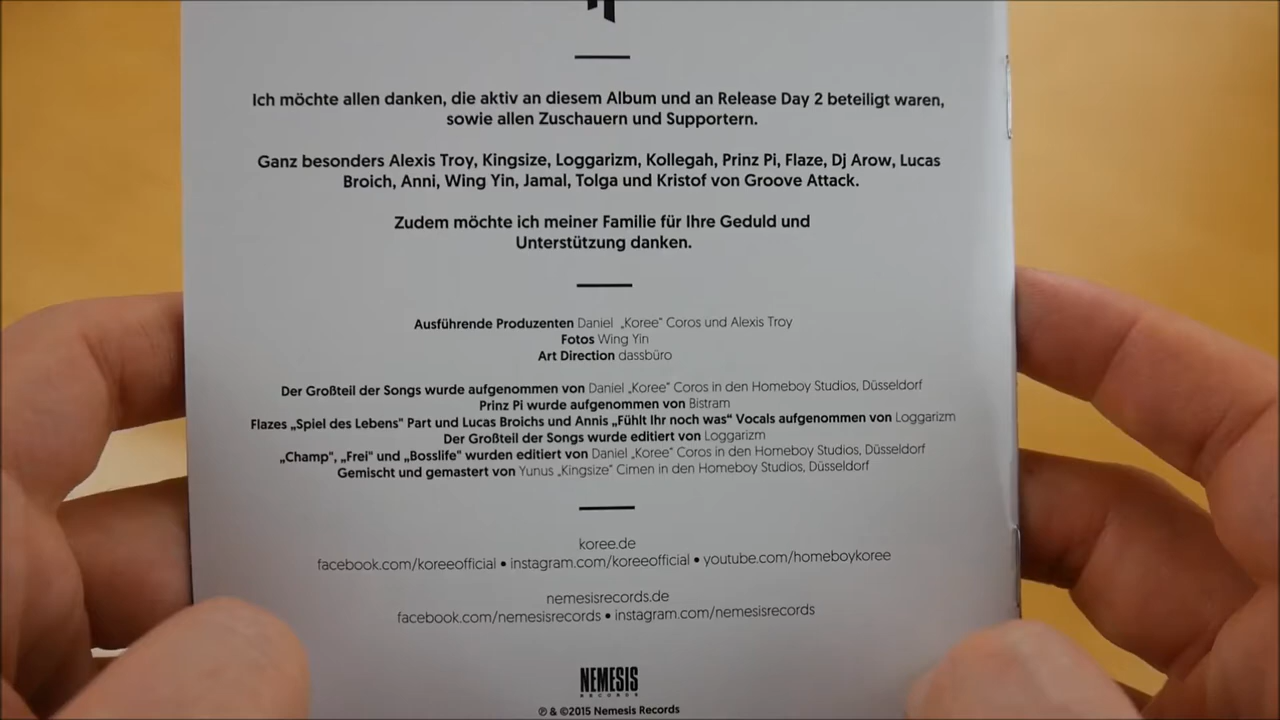 Ich möchte allen danken, die aktiv an diesem Album und an Release Day 2 beteiligt waren,
sowie allen Zuschauern und Supportern.
Ganz besonders Alexis Troy, Kingsize, Loggarizm, Kollegah, Prinz Pi, Flaze, Dj Arow, Lucas
Broich, Anni, Wing Yin, Jamal, Tolga und Kristof von Groove Attack.
Zudem möchte ich meiner Familie für Ihre Geduld und
Unterstützung danken.
Ausführende Produzenten Daniel „Koree“ Coros und Alexis Troy
Fotos Wing Yin
Art Direction dassbüro
Der Großteil der Songs wurde aufgenommen von Daniel „Koree“ Coros in den Homeboy Studios, Düsseldorf
Prinz Pi wurde aufgenommen von Bistram
Flazes „Spiel des Lebens“ Part und Lucas Broichs und Annis „Fühlt Ihr noch was“ Vocals aufgenommen von Loggarizm
Der Großteil der Songs wurde editiert von Loggarizm
„Champ“, „Frei“ und „Bosslife“ wurden editiert von Daniel „Koree“ Coros in den Homeboy Studios, Düsseldorf
Gemischt und gemastert von Yunus „Kingsize“ Cimen in den Homeboy Studios, Düsseldorf
koree.de
facebook.com/koreeofficial • instagram.com/koreeofficial • youtube.com/homeboykoree
nemesisrecords.de
facebook.com/nemesisrecords • instagram.com/nemesisrecords
NEMESIS
RECORDS
℗ & ©2015 Nemesis Records